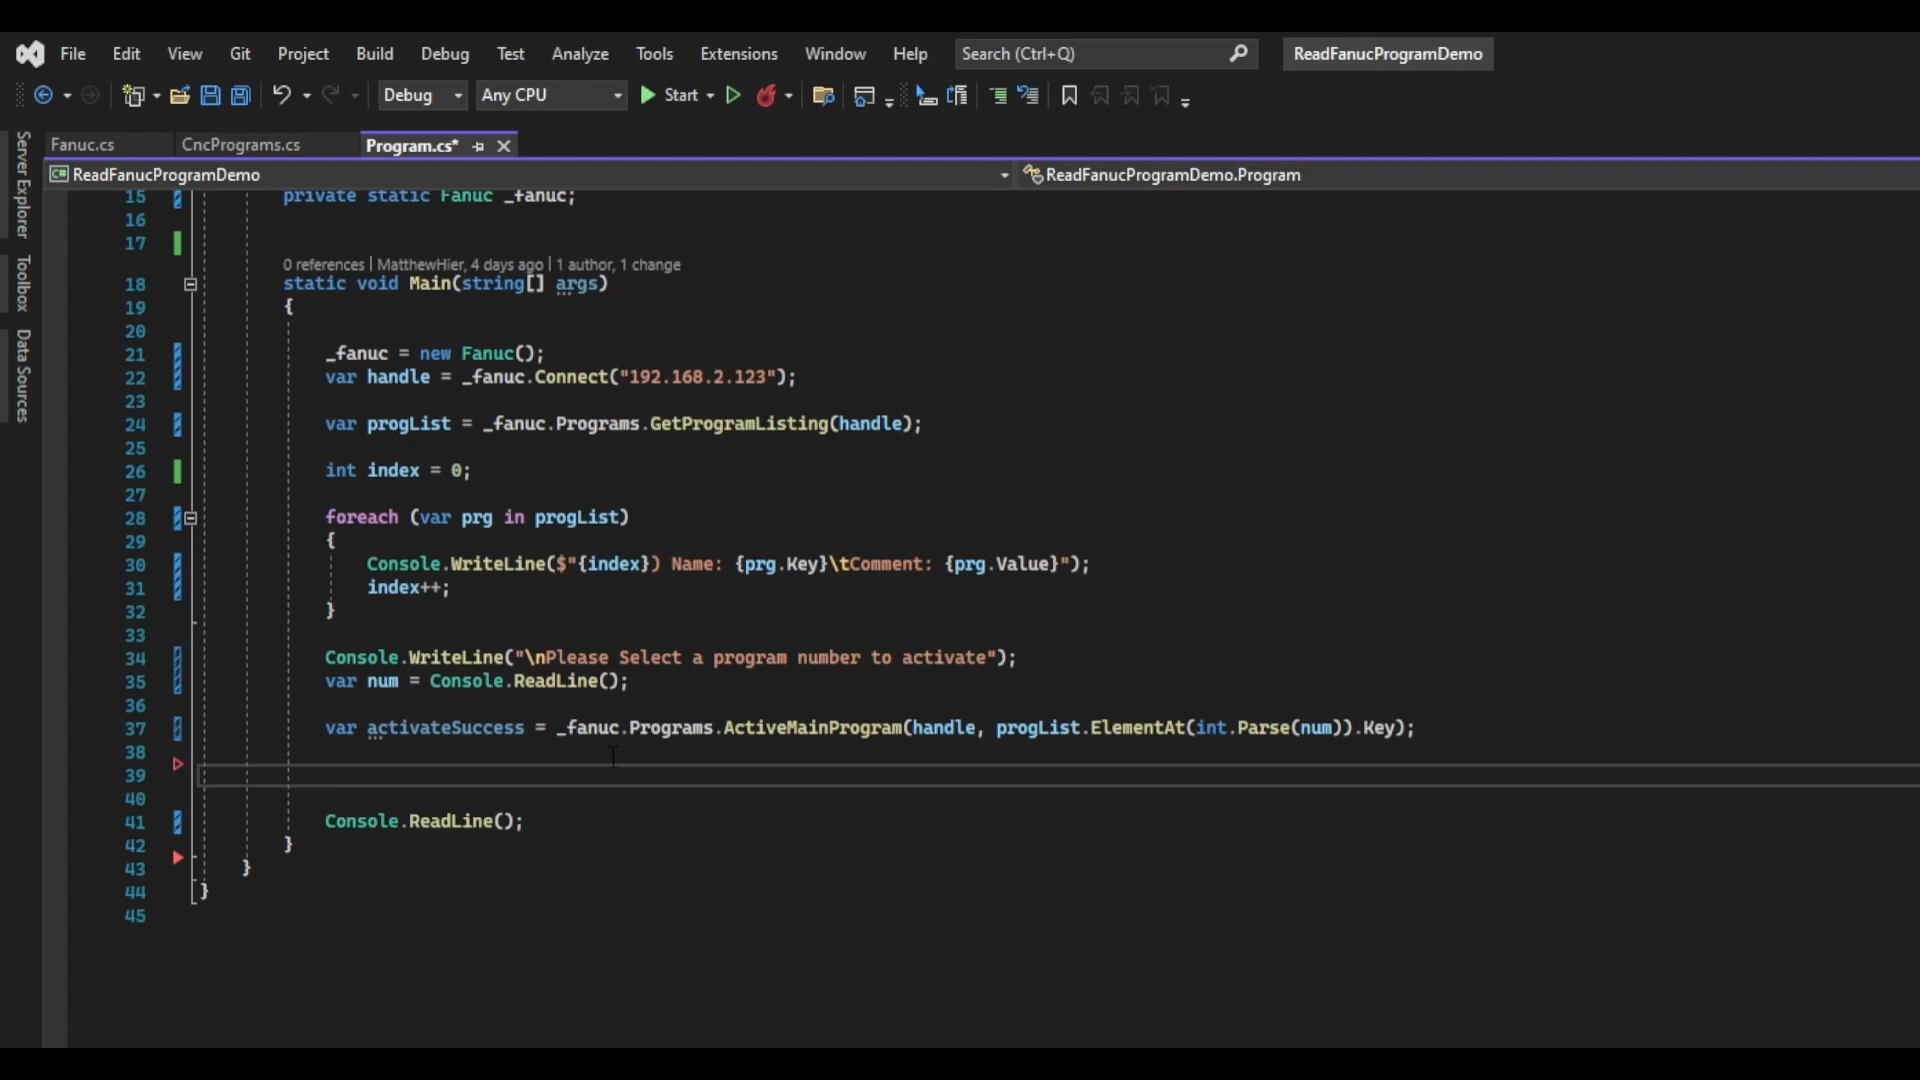 File Edit View Git Project Build Debug Test Analyze Tools Extensions Window Help Search (Ctrl+Q) ReadFanucProgramDemo
Debug Any CPU Start
Server Explorer
Toolbox
Data Sources
Fanuc.cs CncPrograms.cs Program.cs*
C# ReadFanucProgramDemo ReadFanucProgramDemo.Program
15 private static Fanuc _fanuc;
16
17
0 references | MatthewHier, 4 days ago | 1 author, 1 change
18 static void Main(string[] args)
19 {
20
21 _fanuc = new Fanuc();
22 var handle = _fanuc.Connect("192.168.2.123");
23
24 var progList = _fanuc.Programs.GetProgramListing(handle);
25
26 int index = 0;
27
28 foreach (var prg in progList)
29 {
30 Console.WriteLine($"{index}) Name: {prg.Key}\tComment: {prg.Value}");
31 index++;
32 }
33
34 Console.WriteLine("\nPlease Select a program number to activate");
35 var num = Console.ReadLine();
36
37 var activateSuccess = _fanuc.Programs.ActiveMainProgram(handle, progList.ElementAt(int.Parse(num)).Key);
38
39
40
41 Console.ReadLine();
42 }
43 }
44 }
45